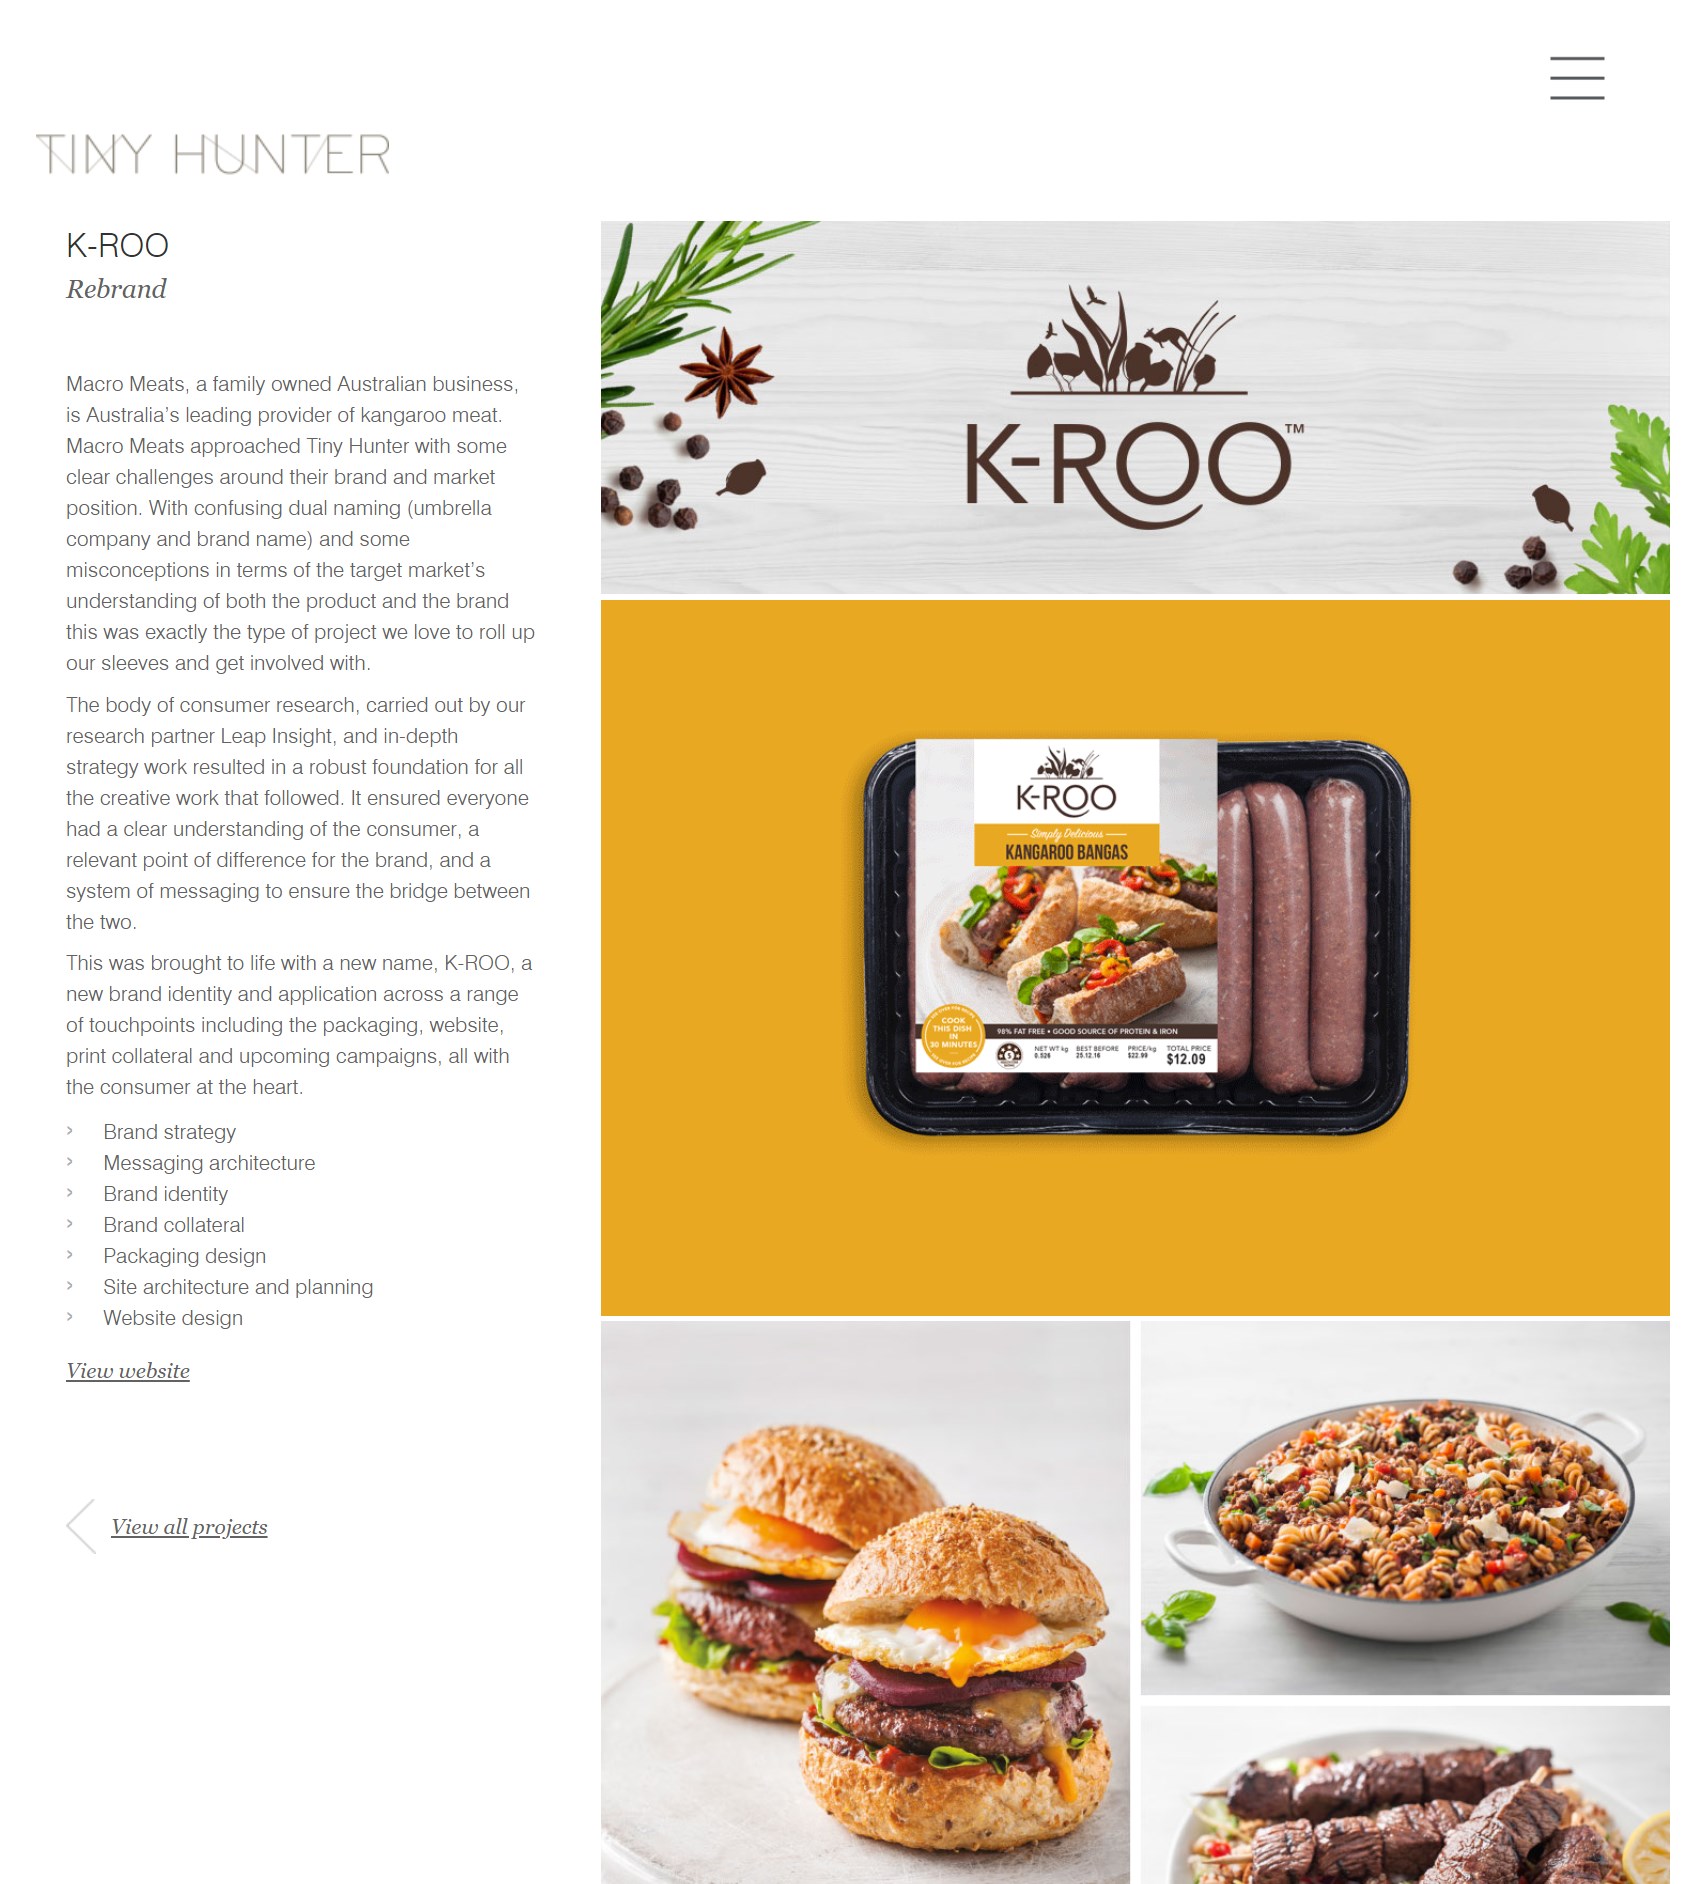 TINY HUNTER
K-ROO
Rebrand
Macro Meats, a family owned Australian business,
is Australia’s leading provider of kangaroo meat.
Macro Meats approached Tiny Hunter with some
clear challenges around their brand and market
position. With confusing dual naming (umbrella
company and brand name) and some
misconceptions in terms of the target market’s
understanding of both the product and the brand
this was exactly the type of project we love to roll up
our sleeves and get involved with.
The body of consumer research, carried out by our
research partner Leap Insight, and in-depth
strategy work resulted in a robust foundation for all
the creative work that followed. It ensured everyone
had a clear understanding of the consumer, a
relevant point of difference for the brand, and a
system of messaging to ensure the bridge between
the two.
This was brought to life with a new name, K-ROO, a
new brand identity and application across a range
of touchpoints including the packaging, website,
print collateral and upcoming campaigns, all with
the consumer at the heart.
› Brand strategy
› Messaging architecture
› Brand identity
› Brand collateral
› Packaging design
› Site architecture and planning
› Website design
View website
View all projects
K-ROO™
K-ROO
Simply Delicious
KANGAROO BANGAS
COOK
THIS DISH
IN
30 MINUTES
98% FAT FREE • GOOD SOURCE OF PROTEIN & IRON
NET WT kg BEST BEFORE PRICE/kg TOTAL PRICE
0.526 25.12.16 $22.99 $12.09